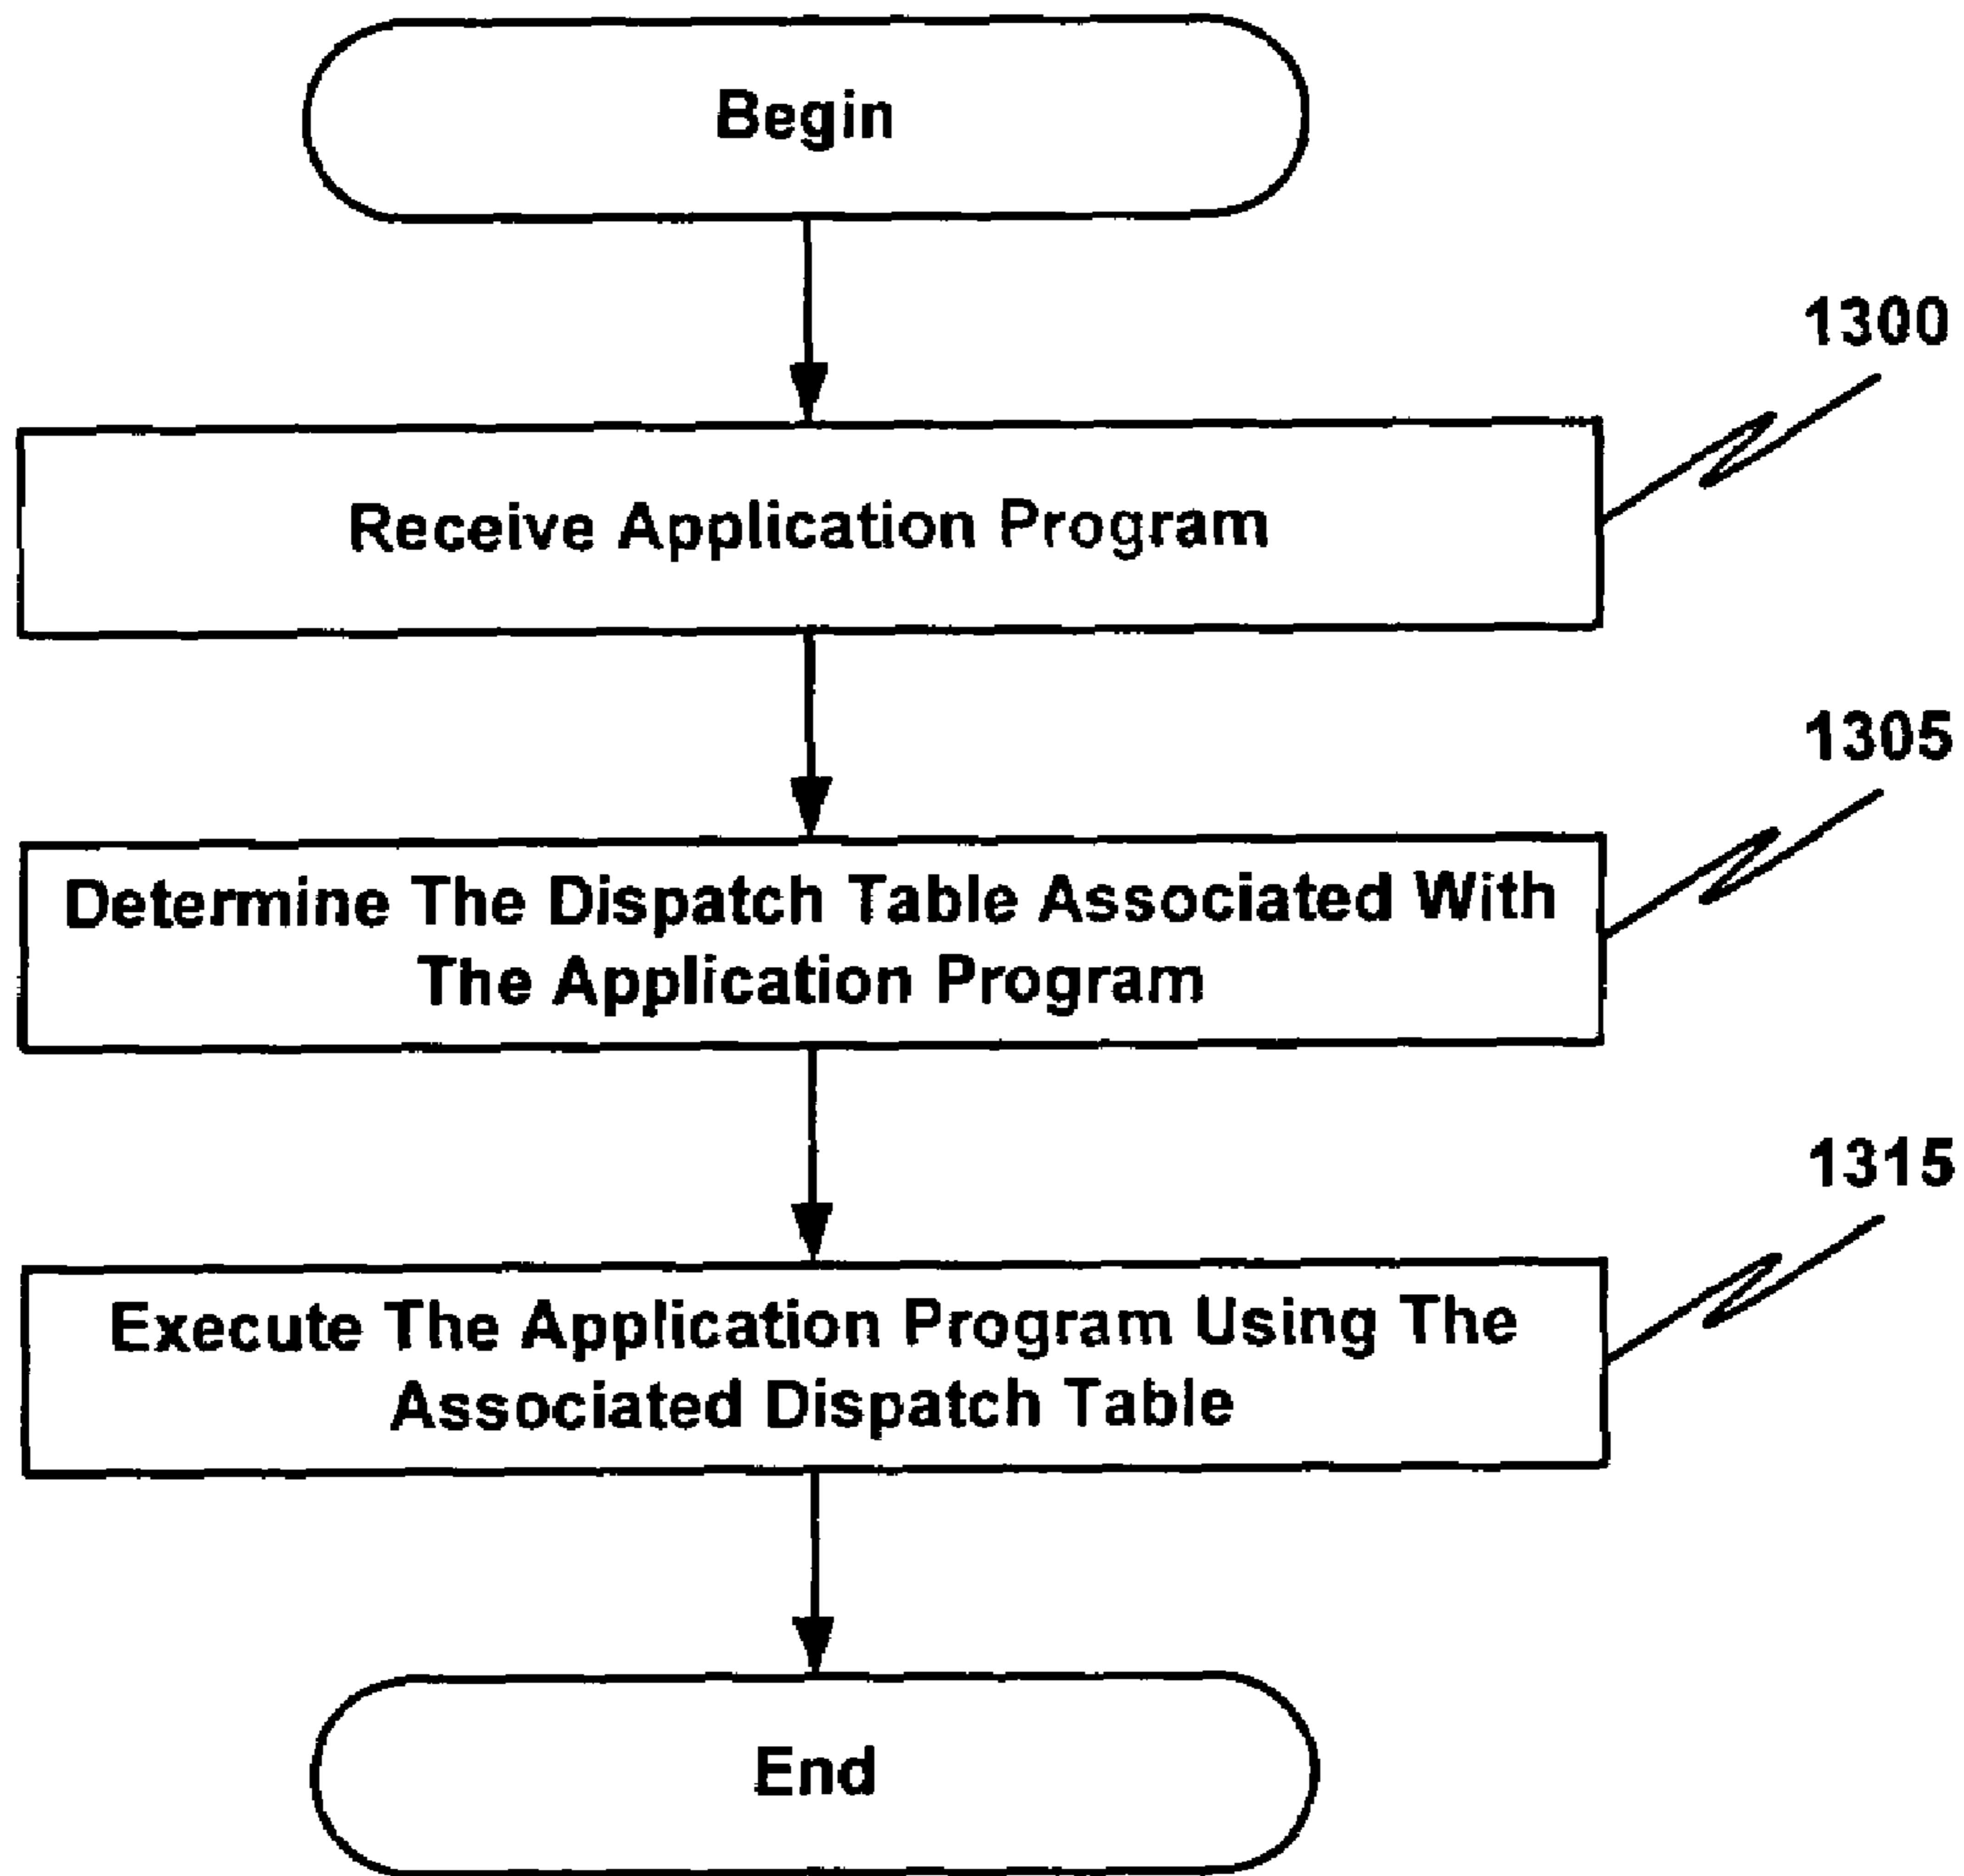 Begin
1300
Receive Application Program
1305
Determine The Dispatch Table Associated With
The Application Program
1315
Execute The Application Program Using The
Associated Dispatch Table
End